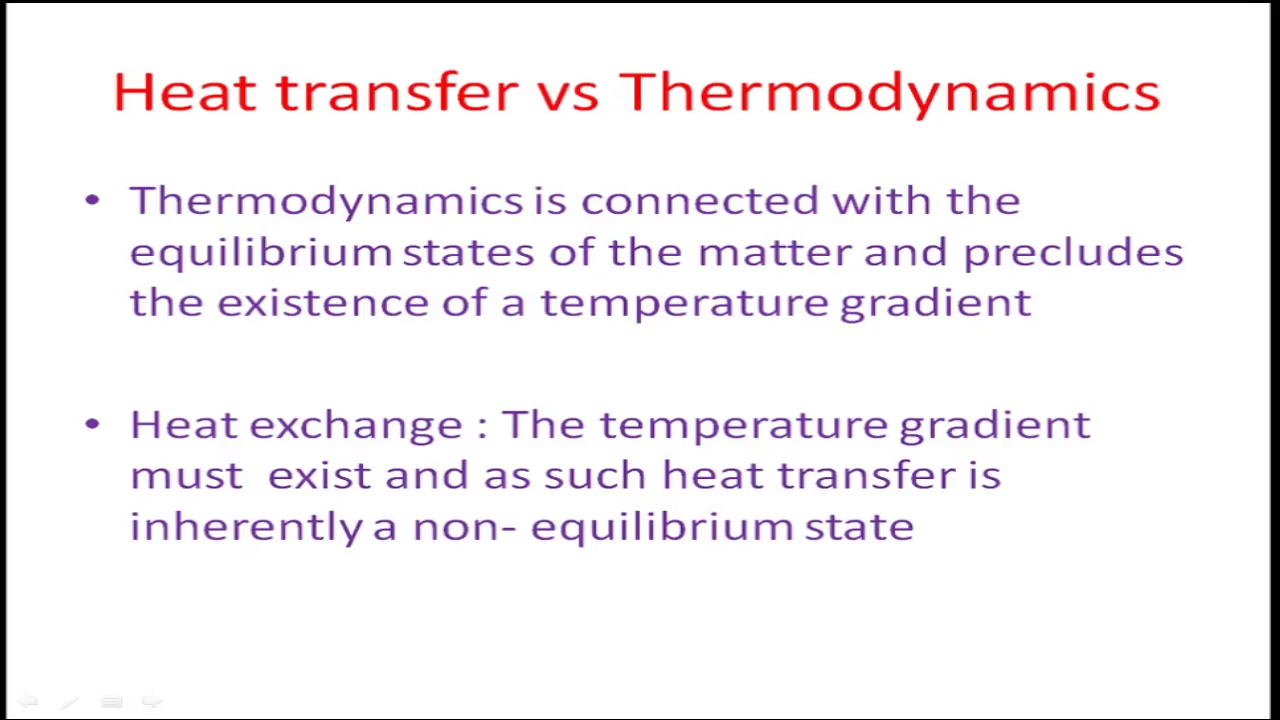 Heat transfer vs Thermodynamics
• Thermodynamics is connected with the
equilibrium states of the matter and precludes
the existence of a temperature gradient
• Heat exchange : The temperature gradient
must  exist and as such heat transfer is
inherently a non- equilibrium state